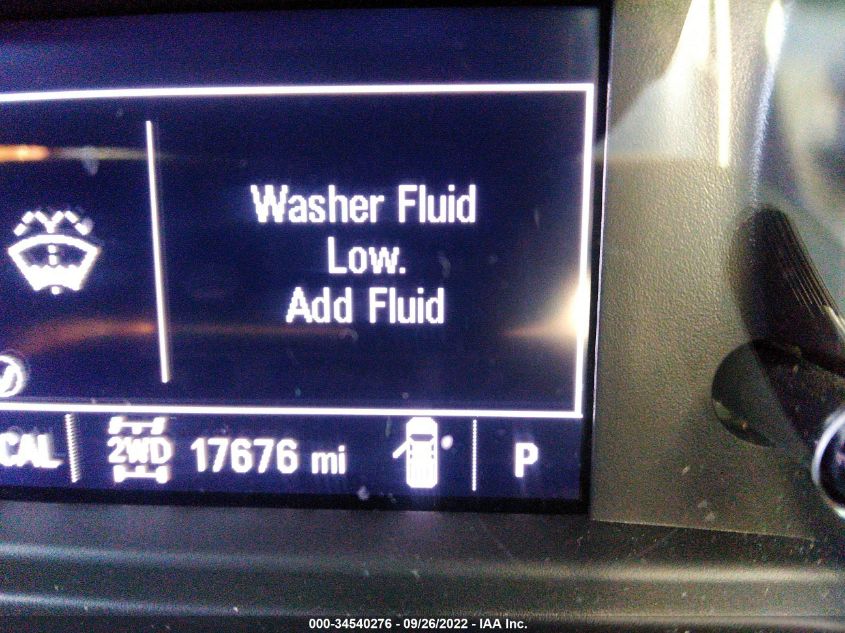 Washer Fluid
Low.
Add Fluid
CAL 2WD 17676 mi P
000-34540276 - 09/26/2022 - IAA Inc.